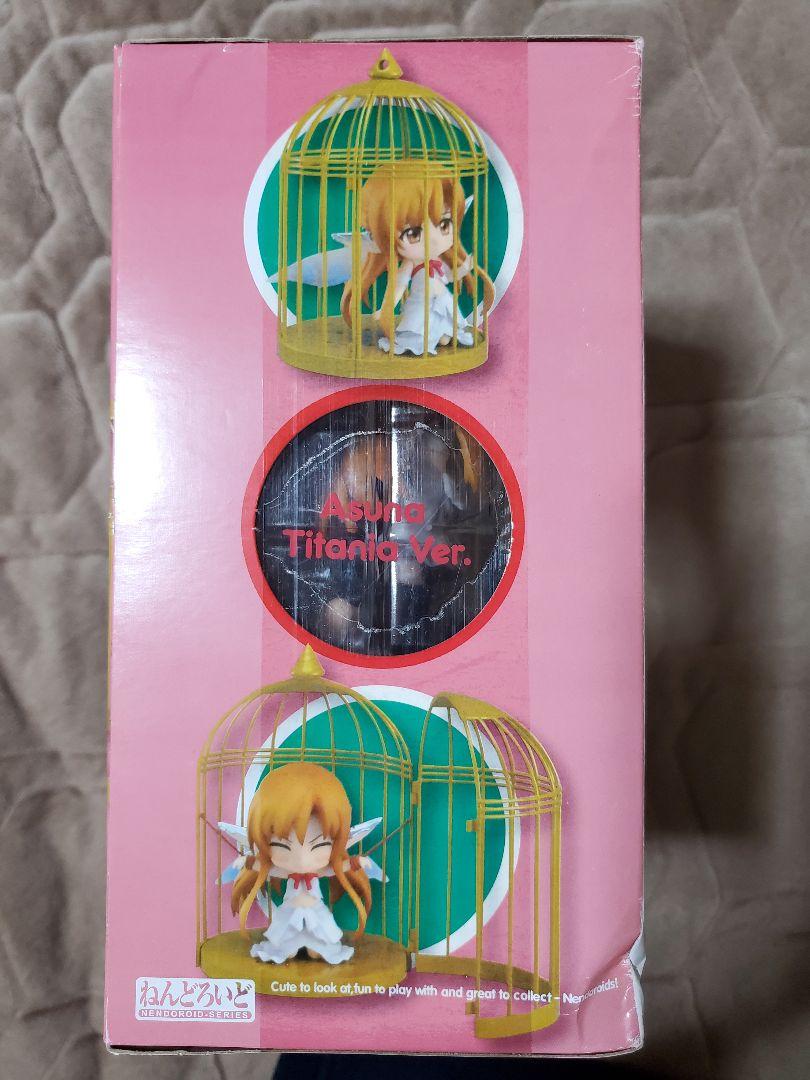 Asuna
Titania Ver.
ねんどろいど
NENDOROID-SERIES
Cute to look at,fun to play with and great to collect - Nendoroids!